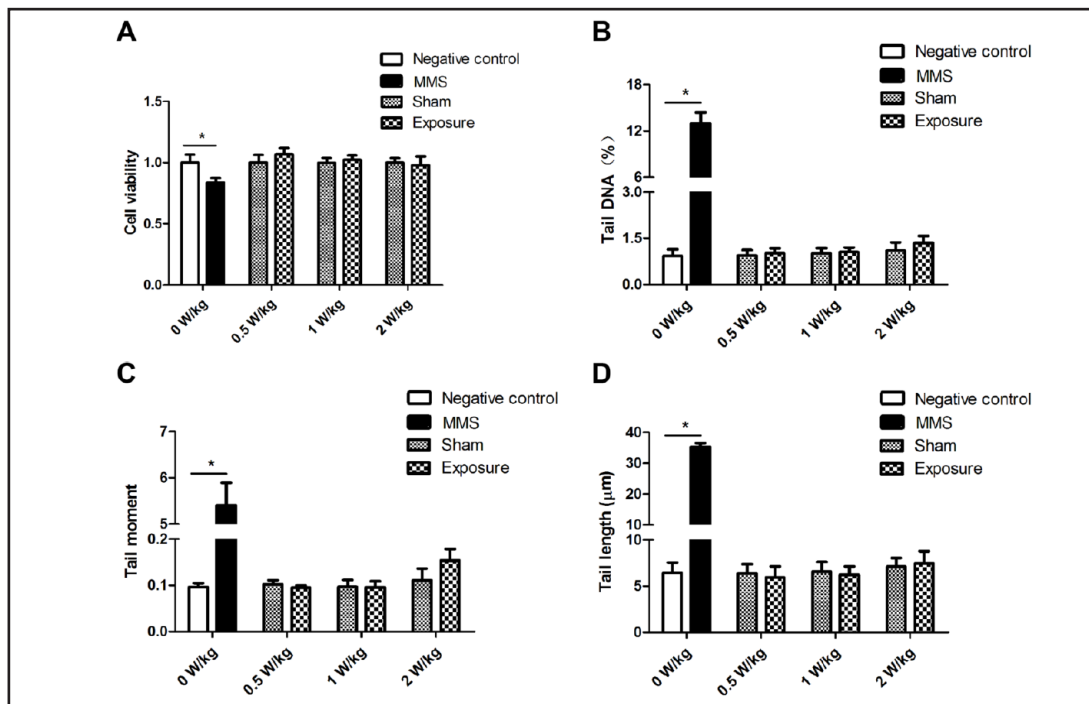 A
Negative control
MMS
Sham
Exposure
Cell viability
1.5
1.0
0.5
0.0
*
0 W/kg
0.5 W/kg
1 W/kg
2 W/kg
B
Negative control
MMS
Sham
Exposure
Tail DNA (%)
18
12
6
3.0
1.5
0.0
*
0 W/kg
0.5 W/kg
1 W/kg
2 W/kg
C
Negative control
MMS
Sham
Exposure
Tail moment
7
6
5
0.2
0.1
0.0
*
0 W/kg
0.5 W/kg
1 W/kg
2 W/kg
D
Negative control
MMS
Sham
Exposure
Tail length (μm)
40
30
20
10
10
5
0
*
0 W/kg
0.5 W/kg
1 W/kg
2 W/kg